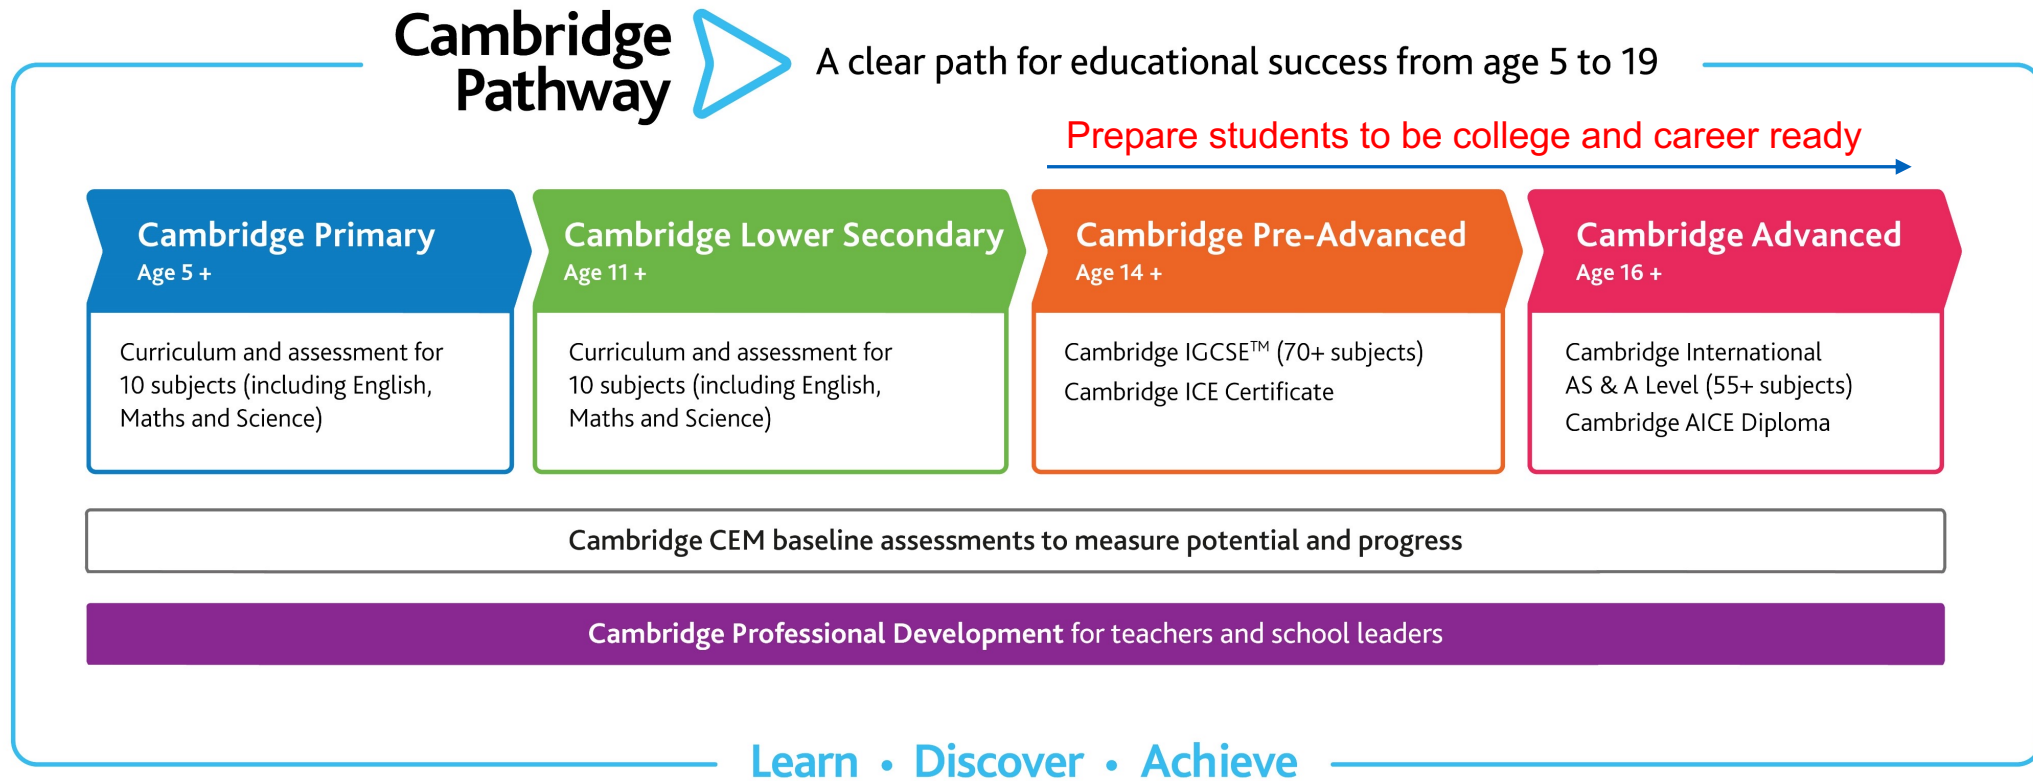 Cambridge
Pathway
A clear path for educational success from age 5 to 19
Prepare students to be college and career ready
Cambridge Primary
Age 5 +
Curriculum and assessment for
10 subjects (including English,
Maths and Science)
Cambridge Lower Secondary
Age 11 +
Curriculum and assessment for
10 subjects (including English,
Maths and Science)
Cambridge Pre-Advanced
Age 14 +
Cambridge IGCSE™ (70+ subjects)
Cambridge ICE Certificate
Cambridge Advanced
Age 16 +
Cambridge International
AS & A Level (55+ subjects)
Cambridge AICE Diploma
Cambridge CEM baseline assessments to measure potential and progress
Cambridge Professional Development for teachers and school leaders
Learn • Discover • Achieve